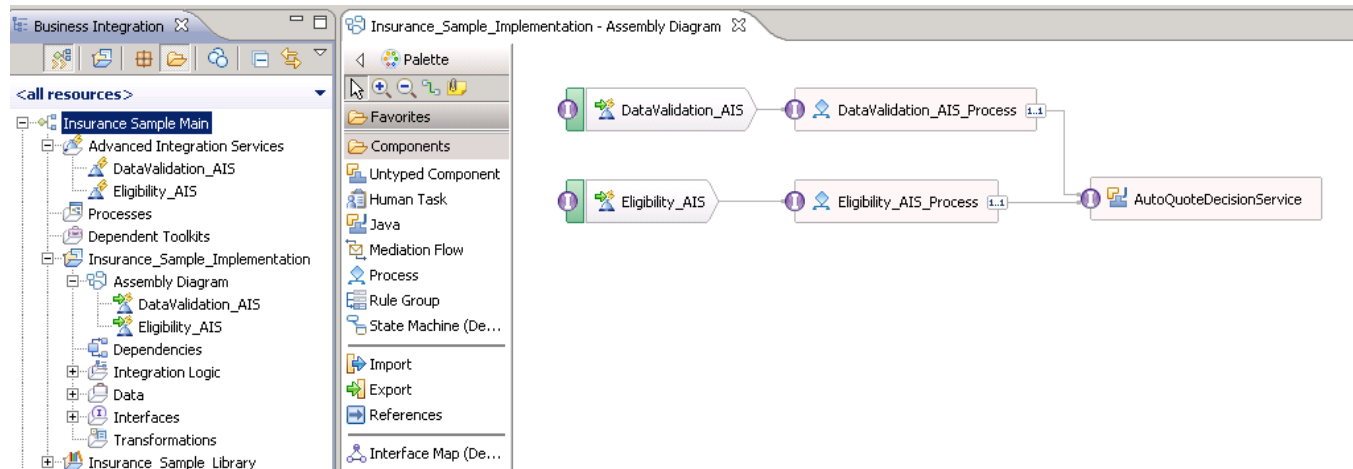 Business Integration
<all resources>
Insurance Sample Main
Advanced Integration Services
DataValidation_AIS
Eligibility_AIS
Processes
Dependent Toolkits
Insurance_Sample_Implementation
Assembly Diagram
DataValidation_AIS
Eligibility_AIS
Dependencies
Integration Logic
Data
Interfaces
Transformations
Insurance_Sample_Library
Insurance_Sample_Implementation - Assembly Diagram
Palette
Favorites
Components
Untyped Component
Human Task
Java
Mediation Flow
Process
Rule Group
State Machine (De...
Import
Export
References
Interface Map (De...
DataValidation_AIS
DataValidation_AIS_Process
1..1
Eligibility_AIS
Eligibility_AIS_Process
1..1
AutoQuoteDecisionService